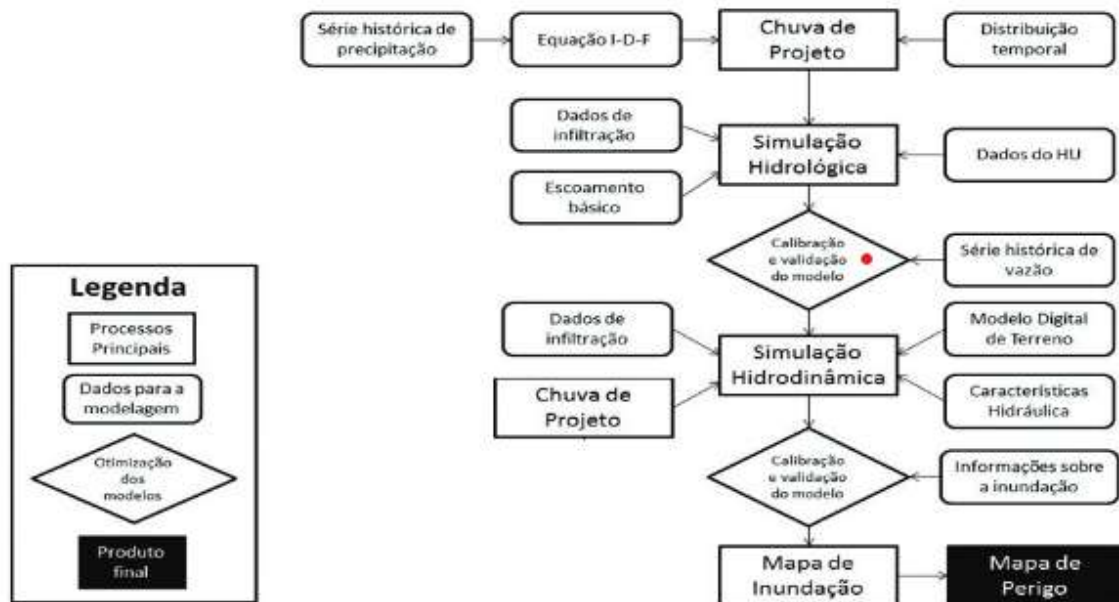 Série histórica de
precipitação
Equação I-D-F
Chuva de
Projeto
Distribuição
temporal
Dados de
infiltração
Simulação
Hidrológica
Dados do HU
Escoamento
básico
Calibração
e validação
do modelo
Série histórica de
vazão
Legenda
Processos
Principais
Dados para a
modelagem
Otimização
dos
modelos
Produto
final
Dados de
infiltração
Simulação
Hidrodinâmica
Modelo Digital
de Terreno
Chuva de
Projeto
Características
Hidráulica
Calibração
e validação
do modelo
Informações sobre
a inundação
Mapa de
Inundação
Mapa de
Perigo